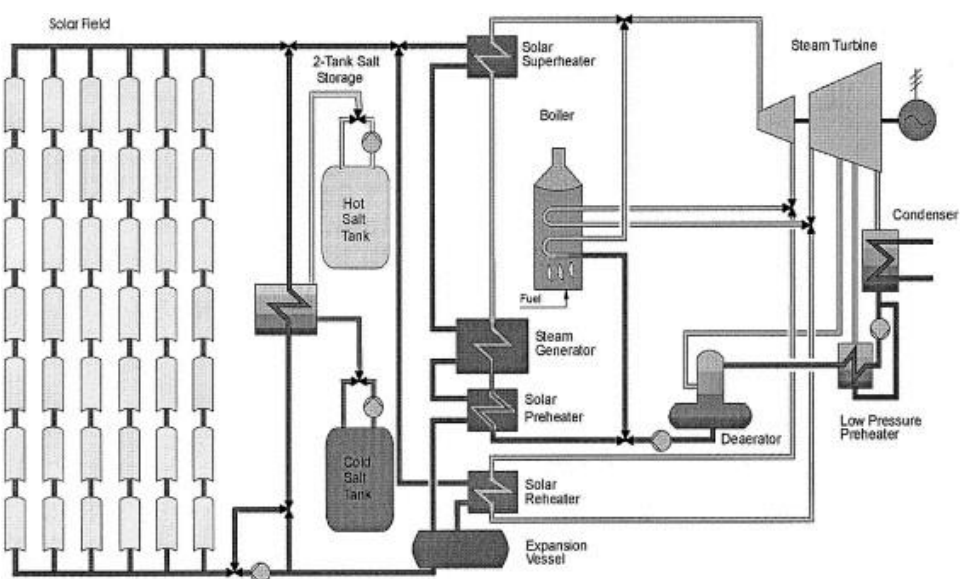 Solar Field
2-Tank Salt
Storage
Hot
Salt
Tank
Cold
Salt
Tank
Solar
Superheater
Boiler
Fuel
Steam
Generator
Solar
Preheater
Solar
Reheater
Expansion
Vessel
Steam Turbine
Condenser
Low Pressure
Preheater
Deaerator